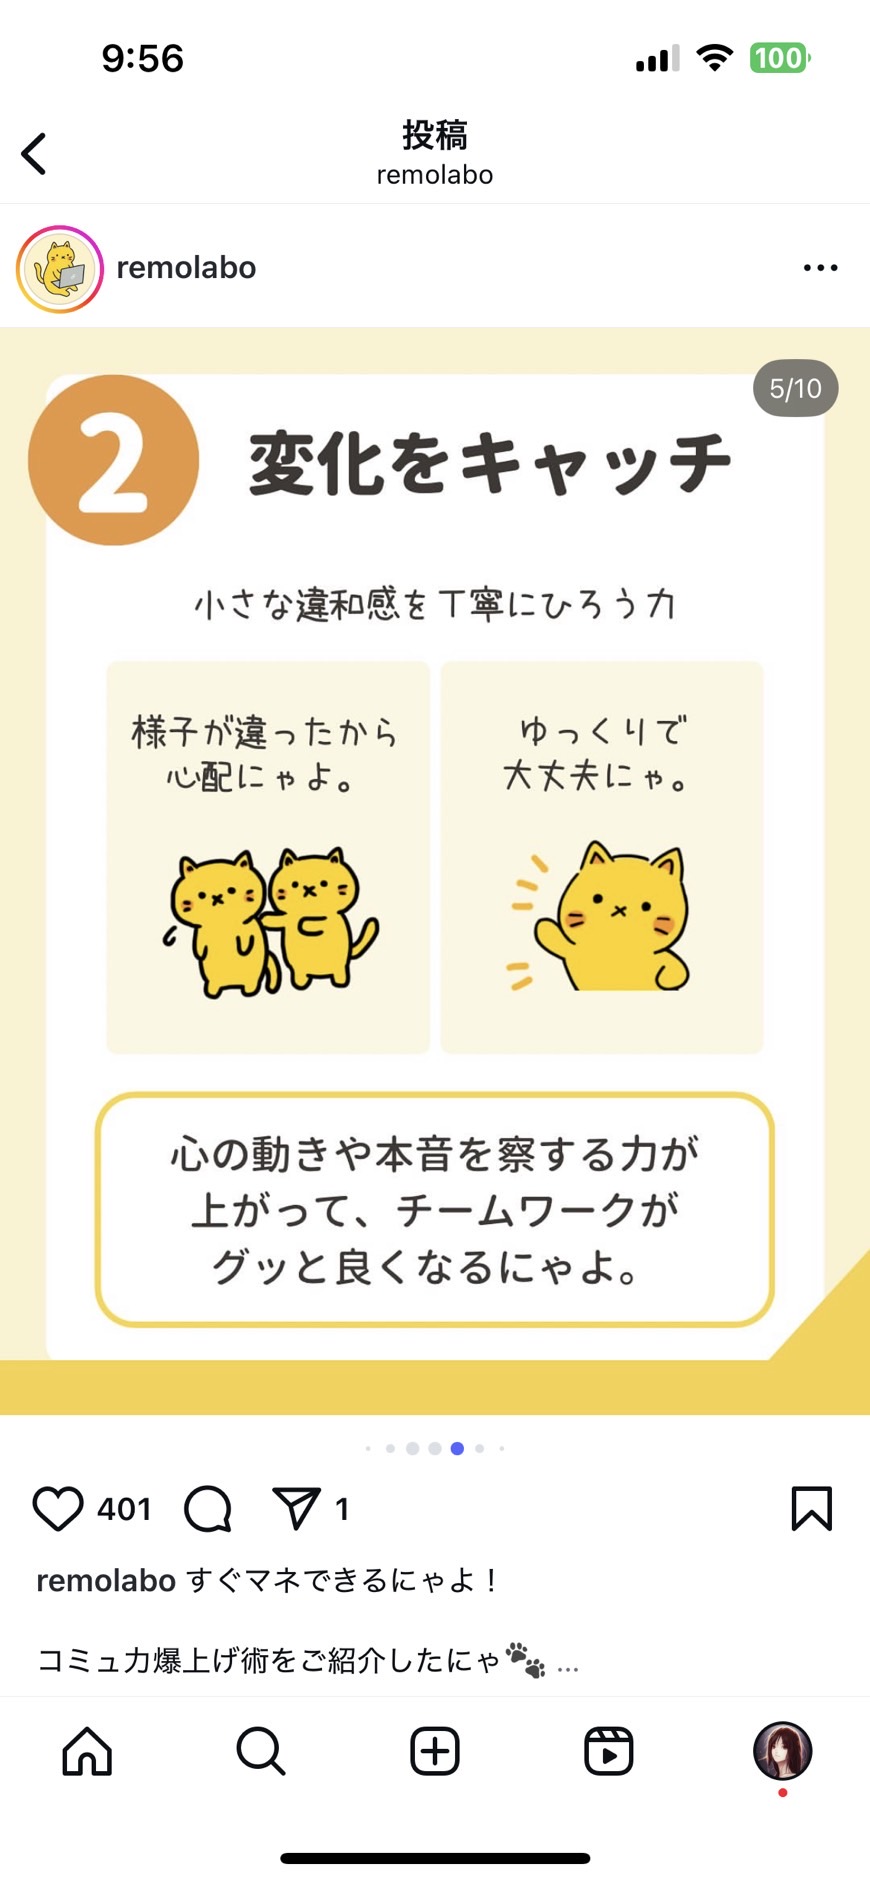 9:56
100
投稿
remolabo
remolabo
5/10
2
変化をキャッチ
小さな違和感を丁寧にひろう力
様子が違ったから
心配にゃよ。
ゆっくりで
大丈夫にゃ。
心の動きや本音を察する力が
上がって、チームワークが
グッと良くなるにゃよ。
401
1
remolabo すぐマネできるにゃよ！
コミュ力爆上げ術をご紹介したにゃ🐾 ...